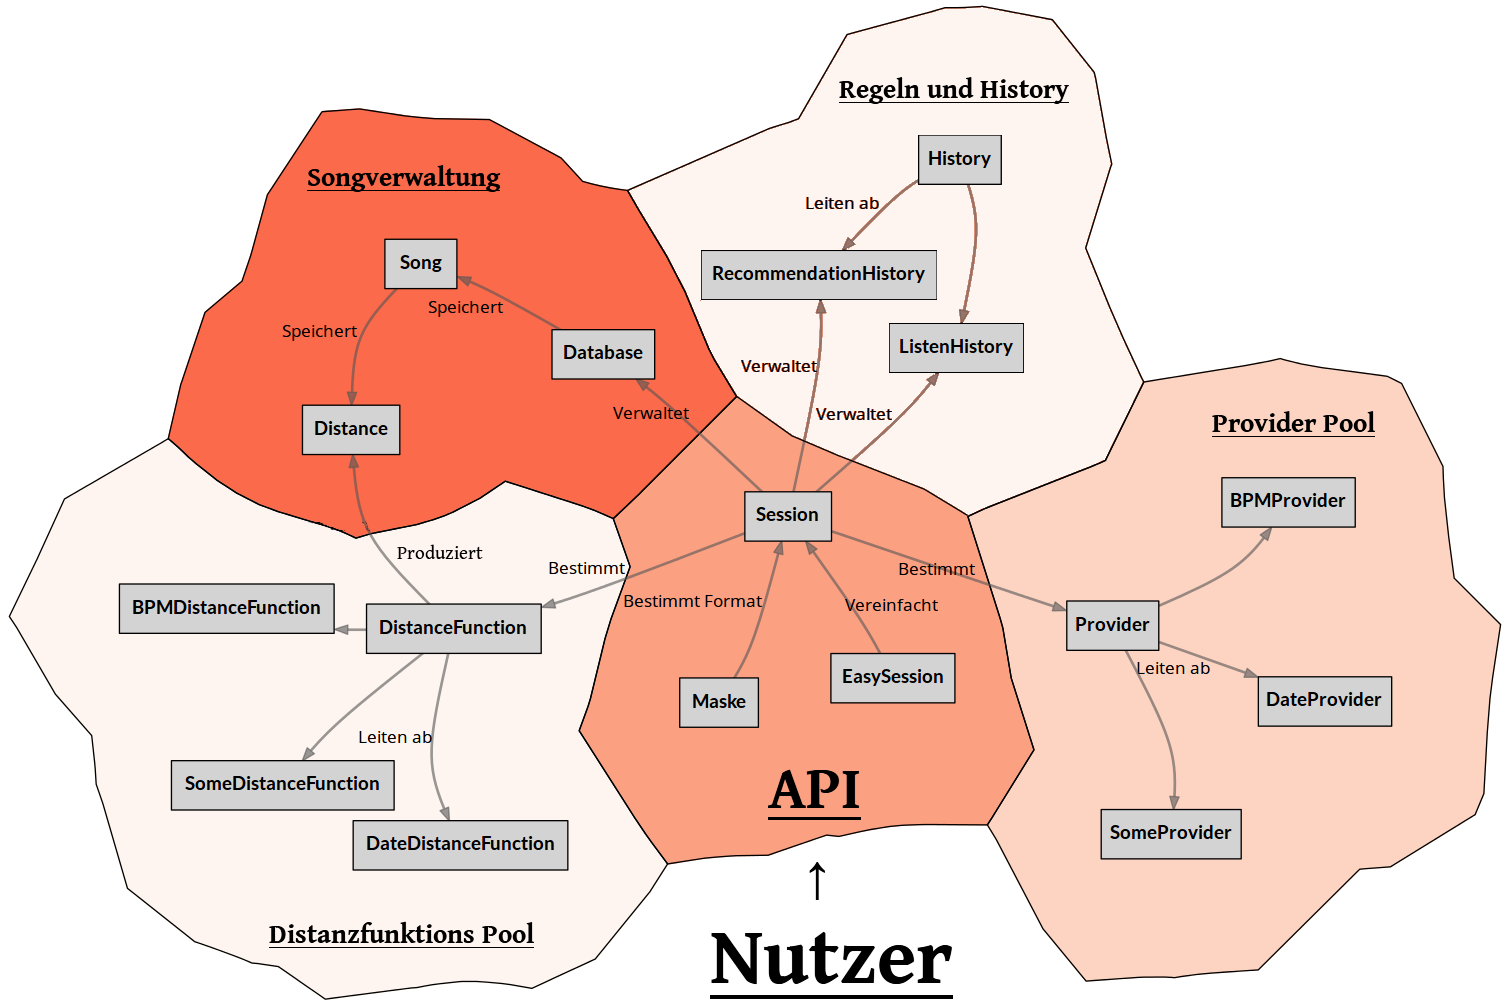 Regeln und History
History
Leiten ab
RecommendationHistory
ListenHistory
Verwaltet
Verwaltet
Songverwaltung
Song
Speichert
Speichert
Database
Distance
Verwaltet
Provider Pool
BPMProvider
Bestimmt
Provider
Leiten ab
DateProvider
SomeProvider
Session
Bestimmt Format
Vereinfacht
Maske
EasySession
API
Produziert
Bestimmt
BPMDistanceFunction
DistanceFunction
Leiten ab
SomeDistanceFunction
DateDistanceFunction
Distanzfunktions Pool
↑
Nutzer